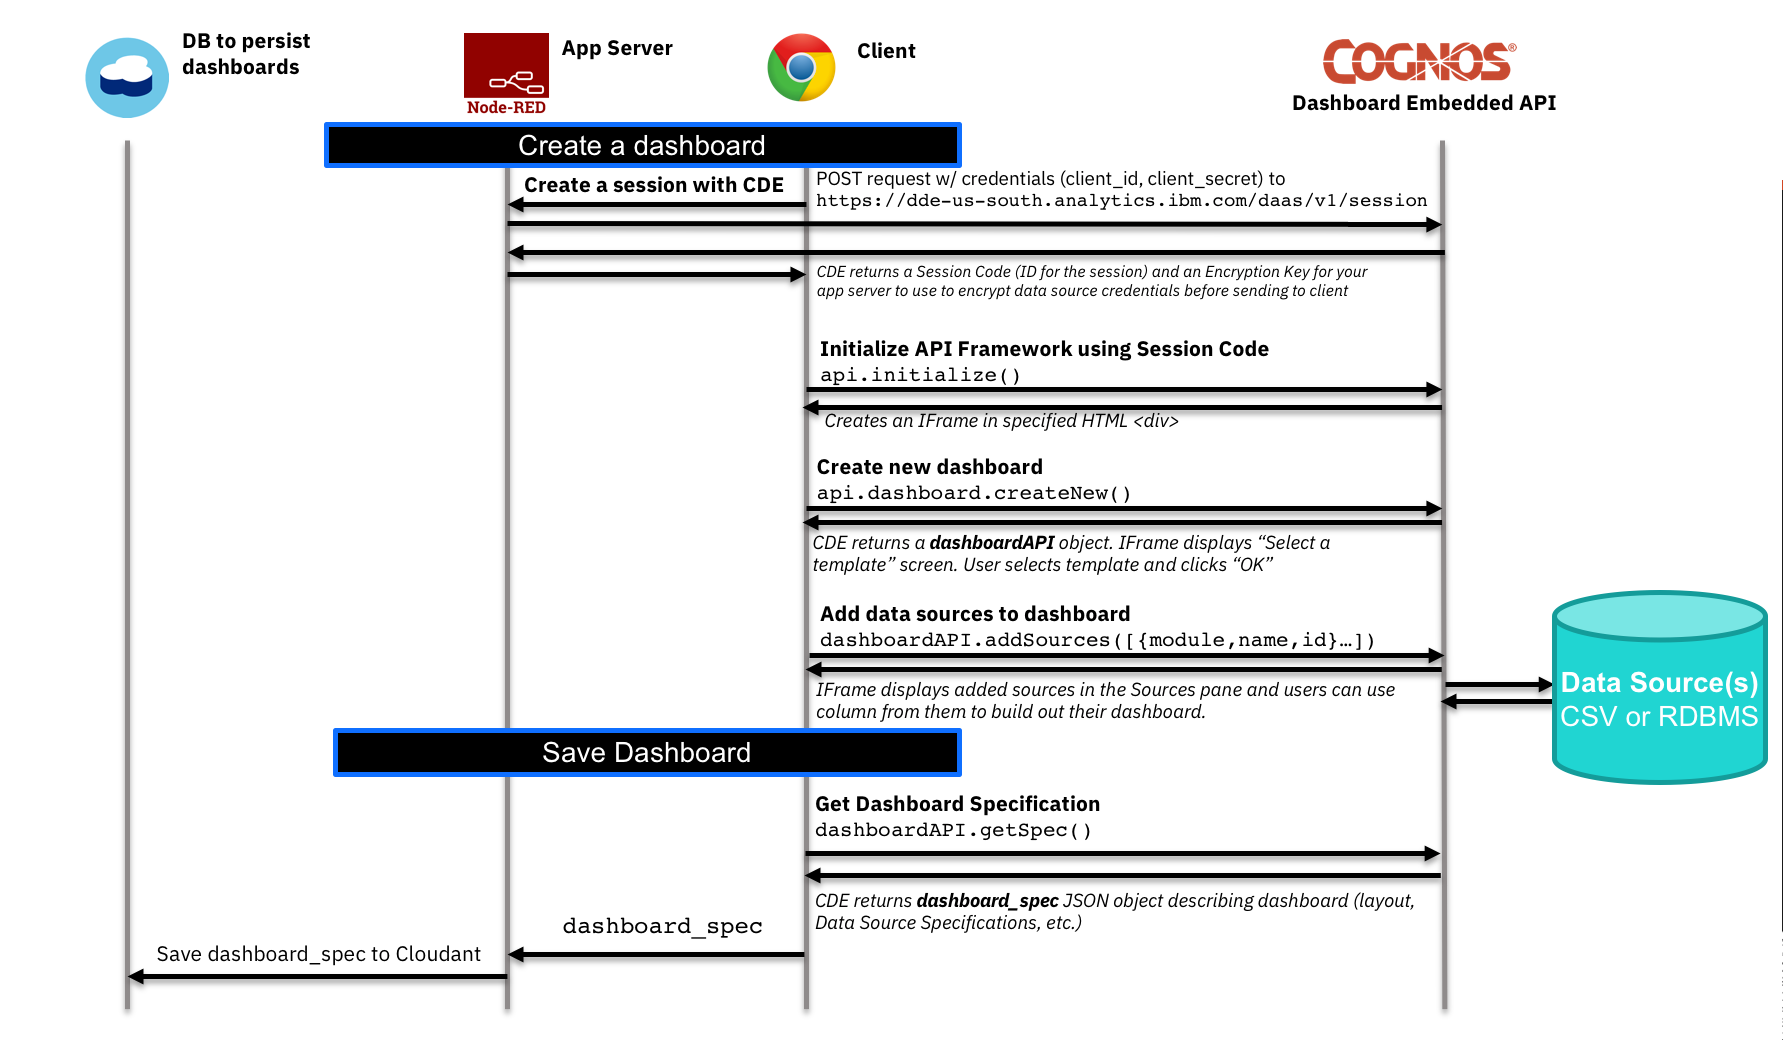 DB to persist
dashboards
Node-RED
App Server
Client
COGNOS®
Dashboard Embedded API
Create a dashboard
Create a session with CDE
POST request w/ credentials (client_id, client_secret) to
https://dde-us-south.analytics.ibm.com/daas/v1/session
CDE returns a Session Code (ID for the session) and an Encryption Key for your
app server to use to encrypt data source credentials before sending to client
Initialize API Framework using Session Code
api.initialize()
Creates an IFrame in specified HTML <div>
Create new dashboard
api.dashboard.createNew()
CDE returns a dashboardAPI object. IFrame displays “Select a
template” screen. User selects template and clicks “OK”
Add data sources to dashboard
dashboardAPI.addSources([{module,name,id}…])
IFrame displays added sources in the Sources pane and users can use
column from them to build out their dashboard.
Data Source(s)
CSV or RDBMS
Save Dashboard
Get Dashboard Specification
dashboardAPI.getSpec()
CDE returns dashboard_spec JSON object describing dashboard (layout,
Data Source Specifications, etc.)
dashboard_spec
Save dashboard_spec to Cloudant